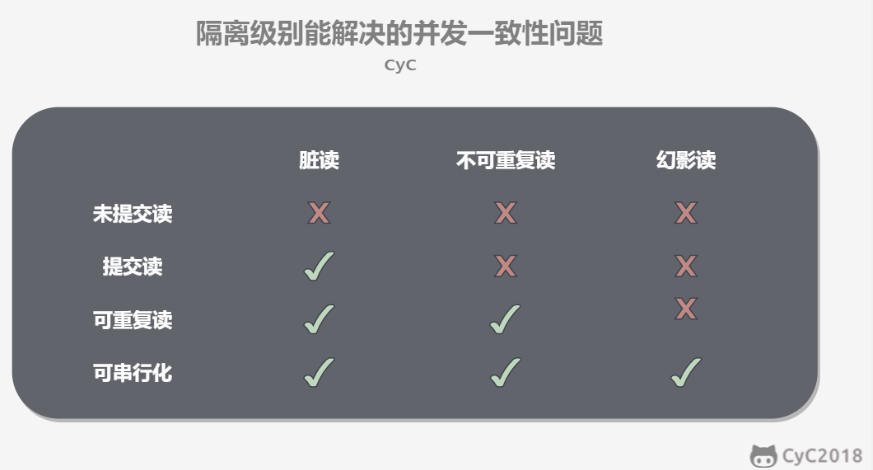 隔离级别能解决的并发一致性问题
CyC
脏读 不可重复读 幻影读
未提交读 X X X
提交读 ✓ X X
可重复读 ✓ ✓ X
可串行化 ✓ ✓ ✓
CyC2018